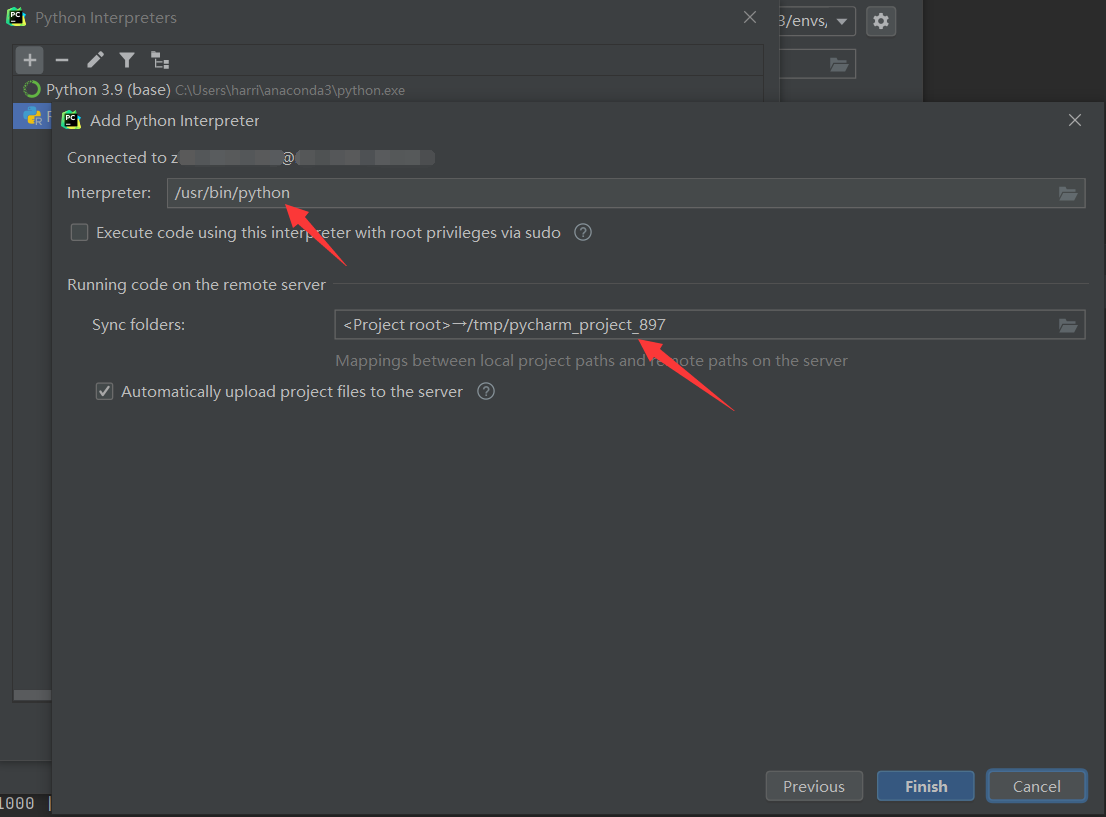 Python Interpreters
3/envs,
Python 3.9 (base) C:\Users\harri\anaconda3\python.exe
Add Python Interpreter
Connected to z @
Interpreter: /usr/bin/python
Execute code using this interpreter with root privileges via sudo
Running code on the remote server
Sync folders: <Project root>→/tmp/pycharm_project_897
Mappings between local project paths and remote paths on the server
Automatically upload project files to the server
1000 |
Previous Finish Cancel